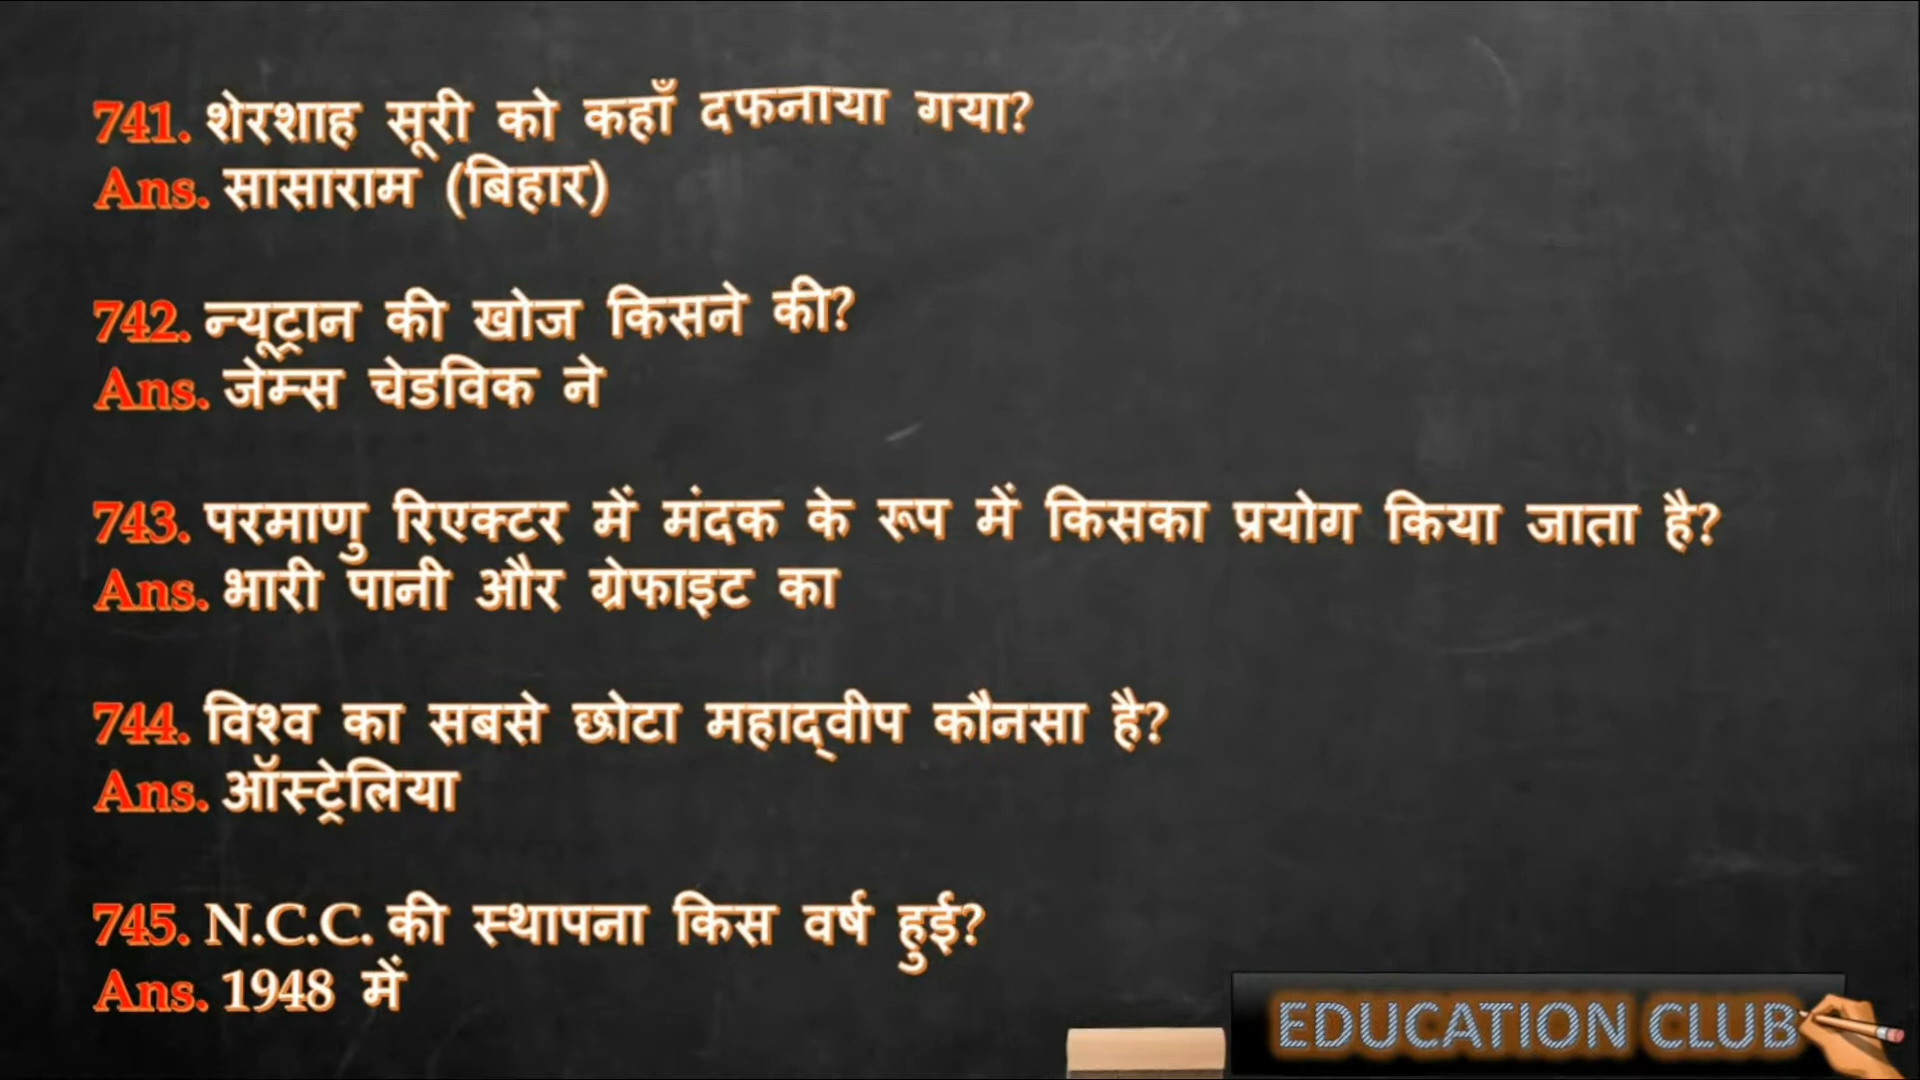 741. शेरशाह सूरी को कहाँ दफनाया गया?
Ans. सासाराम (बिहार)
742. न्यूट्रान की खोज किसने की?
Ans. जेम्स चेडविक ने
743. परमाणु रिएक्टर में मंदक के रूप में किसका प्रयोग किया जाता है?
Ans. भारी पानी और ग्रेफाइट का
744. विश्व का सबसे छोटा महाद्वीप कौनसा है?
Ans. ऑस्ट्रेलिया
745. N.C.C. की स्थापना किस वर्ष हुई?
Ans. 1948 में
EDUCATION CLUB